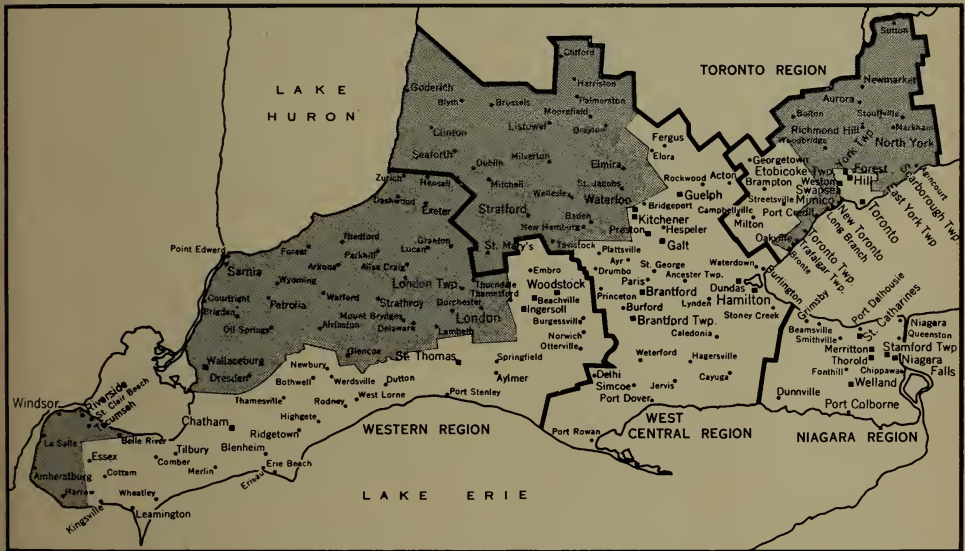 LAKE
HURON
TORONTO REGION
WESTERN REGION
WEST
CENTRAL REGION
NIAGARA REGION
LAKE ERIE
Sutton
Newmarket
Aurora
Bolton
Stouffville
Richmond Hill
Markham
Woodbridge
North York
York Twp
Forest
Hill
Etobicoke Twp
Weston
Swansea
Mimico
Agincourt
Scarborough Twp
East York Twp
Toronto
New Toronto
Long Branch
Toronto Twp
Trafalgar Twp.
Bronte
Oakville
Port Credit
Georgetown
Brampton
Streetsville
Milton
Campbellville
Clifford
Harriston
Palmerston
Moorefield
Drayton
Goderich
Blyth
Brussels
Listowel
Clinton
Seaforth
Dublin
Milverton
Elmira
Mitchell
Wellesley
St. Jacobs
Waterloo
Stratford
Baden
New Hamburg
Tavistock
St. Mary's
Fergus
Elora
Rockwood
Acton
Guelph
Bridgeport
Kitchener
Preston
Hespeler
Galt
Plattsville
Ayr
Drumbo
St. George
Paris
Ancester Twp.
Princeton
Brantford
Burford
Lynden
Brantford Twp.
Caledonia
Waterdown
Dundas
Hamilton
Stoney Creek
Burlington
Waterford
Hagersville
Delhi
Simcoe
Jarvis
Cayuga
Port Dover
Port Rowan
Grimsby
Beamsville
Smithville
Port Dalhousie
St. Catharines
Niagara
Queenston
Merritton
Stamford Twp
Thorold
Niagara
Falls
Fonthill
Chippawa
Welland
Dunnville
Port Colborne
Zurich
Hensall
Dashwood
Exeter
Point Edward
Sarnia
Forest
Thedford
Parkhill
Lucan
Granton
Arkona
Ailsa Craig
Wyoming
London Twp.
Thorndale
Thamesford
Courtright
Petrolia
Watford
Strathroy
Dorchester
Brigden
Mount Brydges
London
Oil Springs
Alvinston
Delaware
Lambeth
Glencoe
Wallaceburg
Dresden
Embro
Woodstock
Beachville
Ingersoll
Burgessville
Norwich
Otterville
St Thomas
Springfield
Aylmer
Newbury
Bothwell
Werdsville
Dutton
Thamesville
Rodney
West Lorne
Port Stanley
Highgate
Chatham
Ridgetown
Blenheim
Erie Beach
Erieau
Windsor
Riverside
St. Clair Beach
Tecumseh
La Salle
Belle River
Tilbury
Essex
Comber
Merlin
Cottam
Amherstburg
Harrow
Wheatley
Kingsville
Leamington